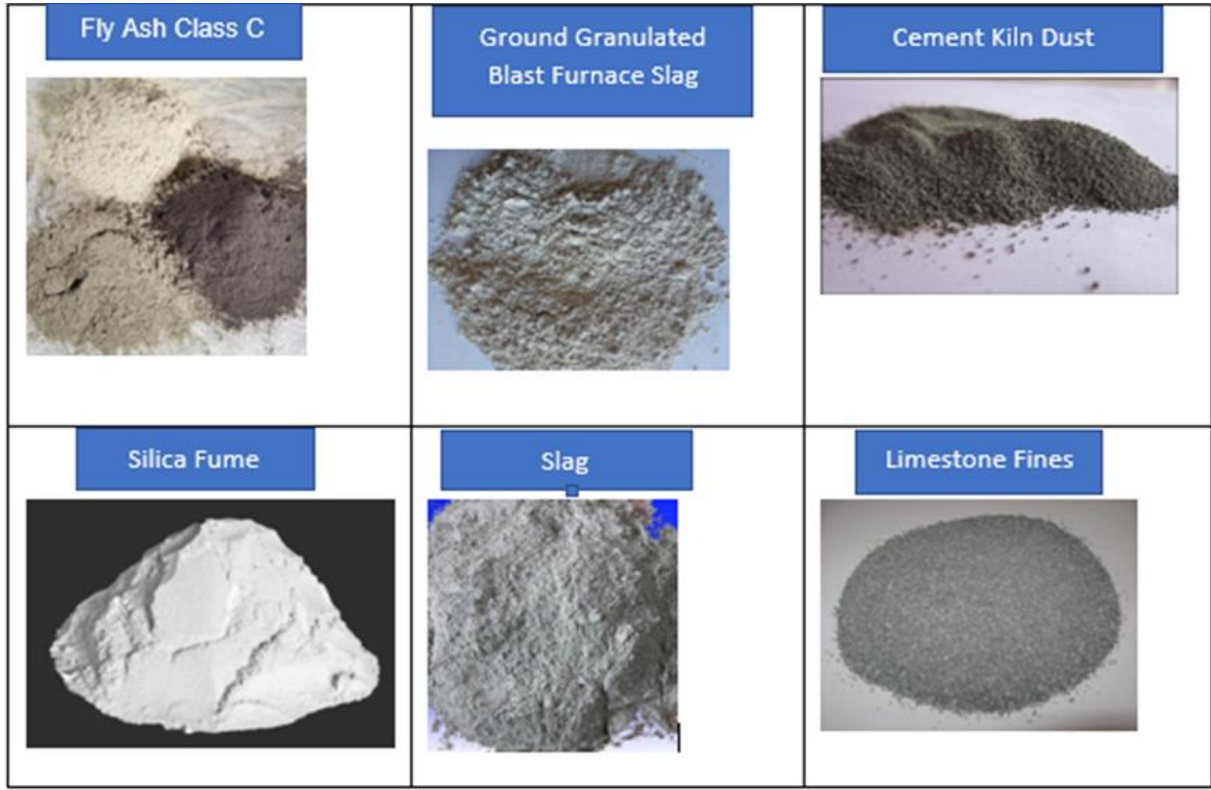 Fly Ash Class C
Ground Granulated
Blast Furnace Slag
Cement Kiln Dust
Silica Fume
Slag
Limestone Fines